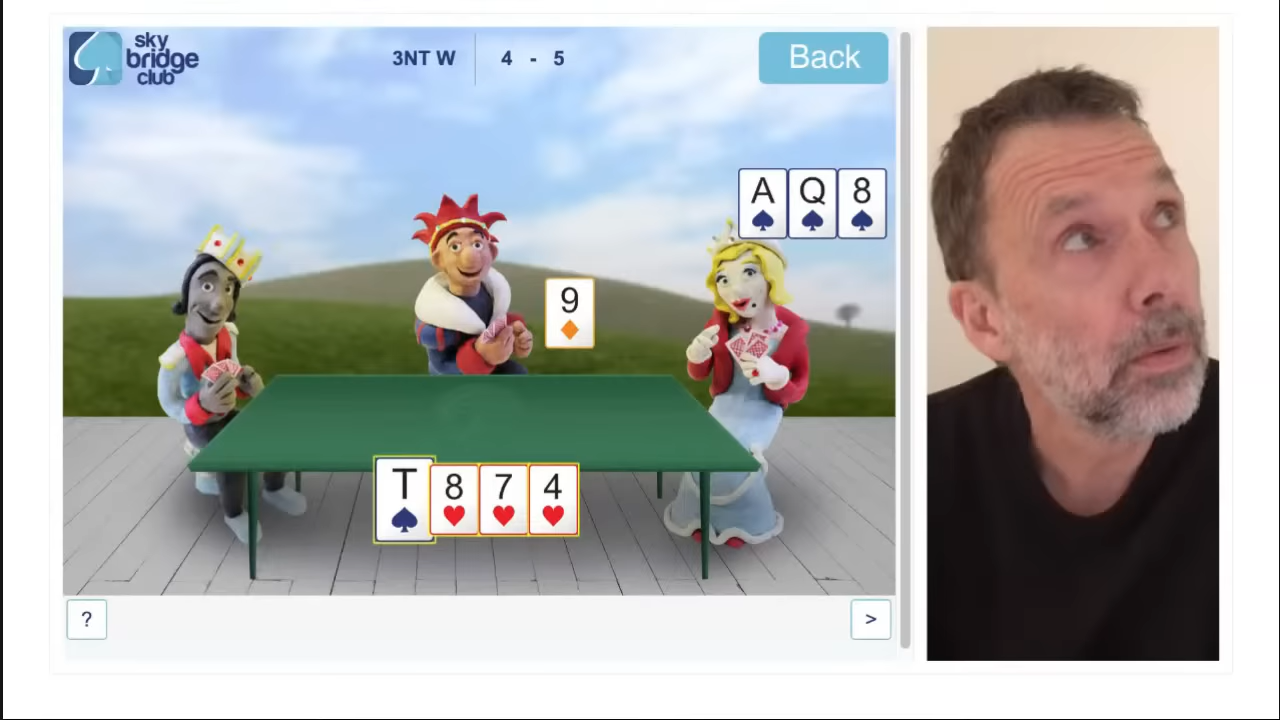 sky
bridge
club
3NT W 4 - 5
Back
A Q 8
9
T 8 7 4
? >